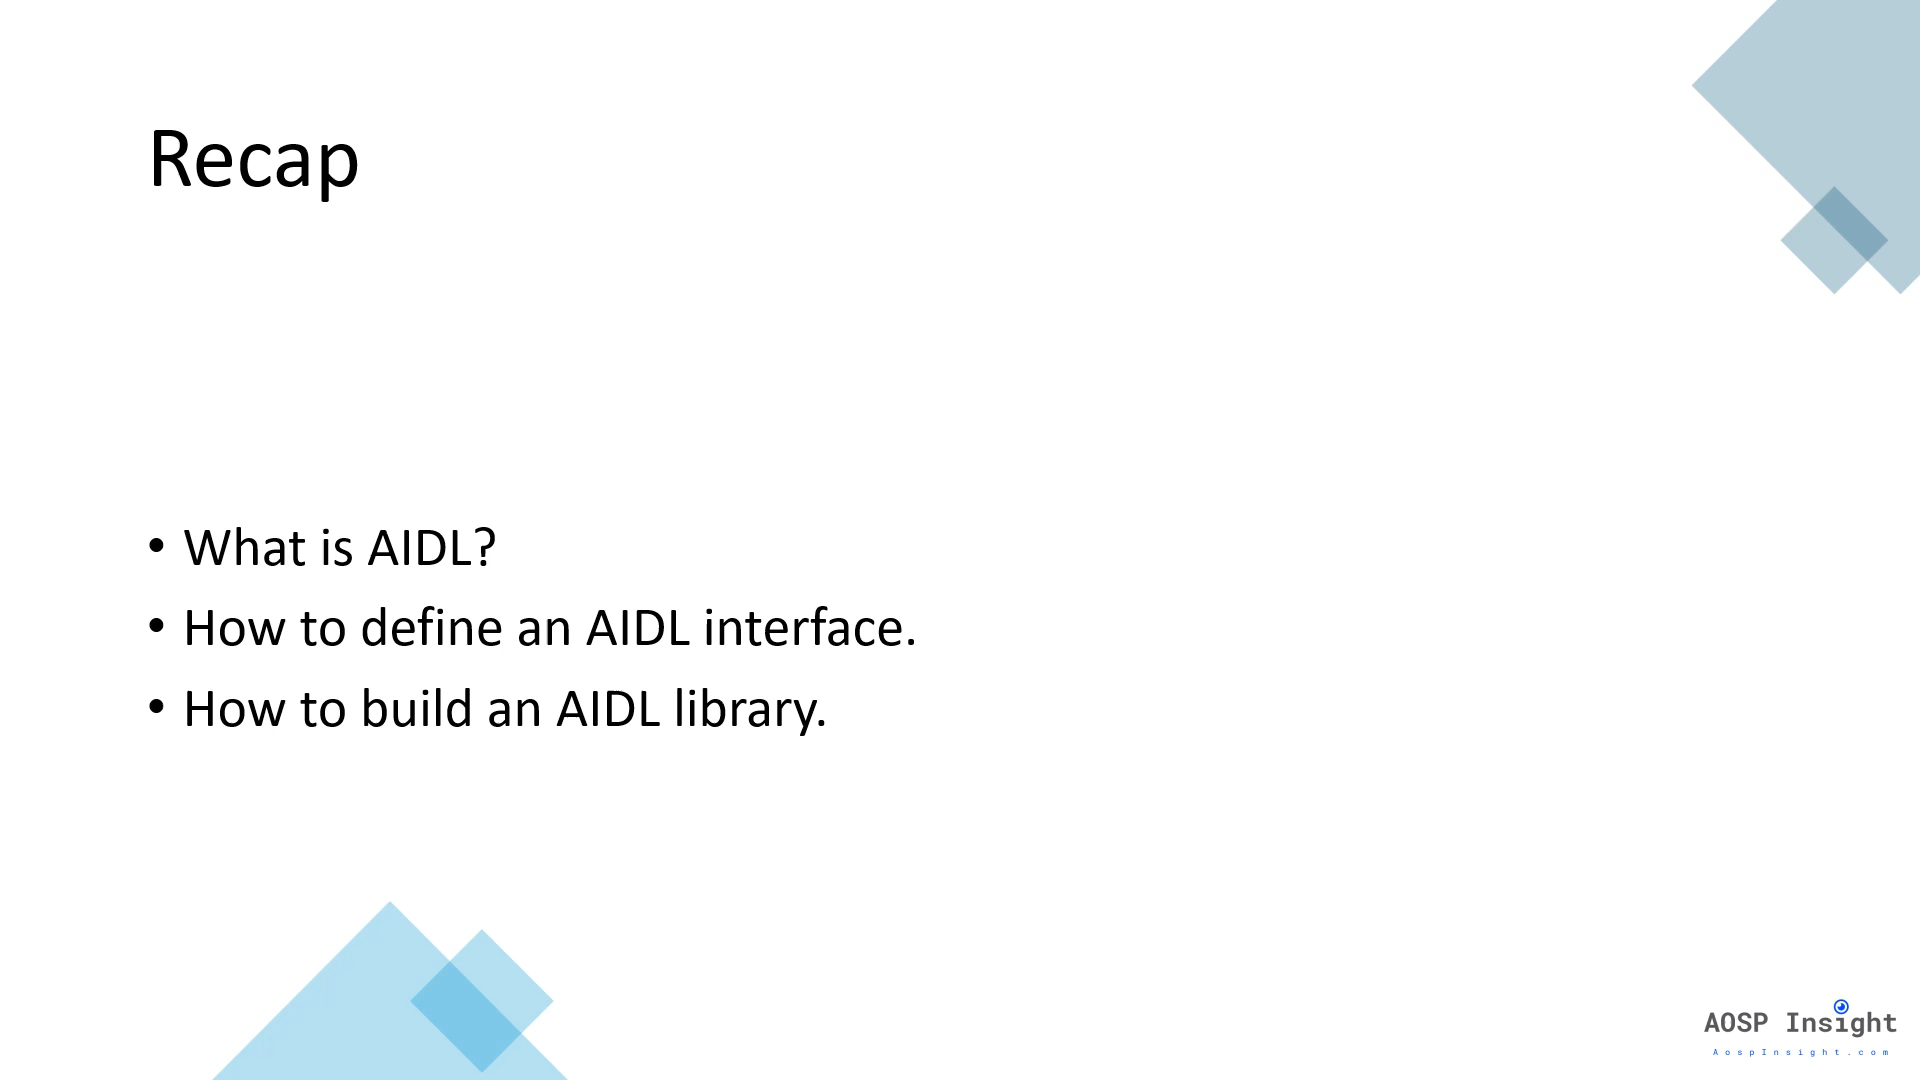 Recap
• What is AIDL?
• How to define an AIDL interface.
• How to build an AIDL library.
AOSP Insight
AospInsight.com